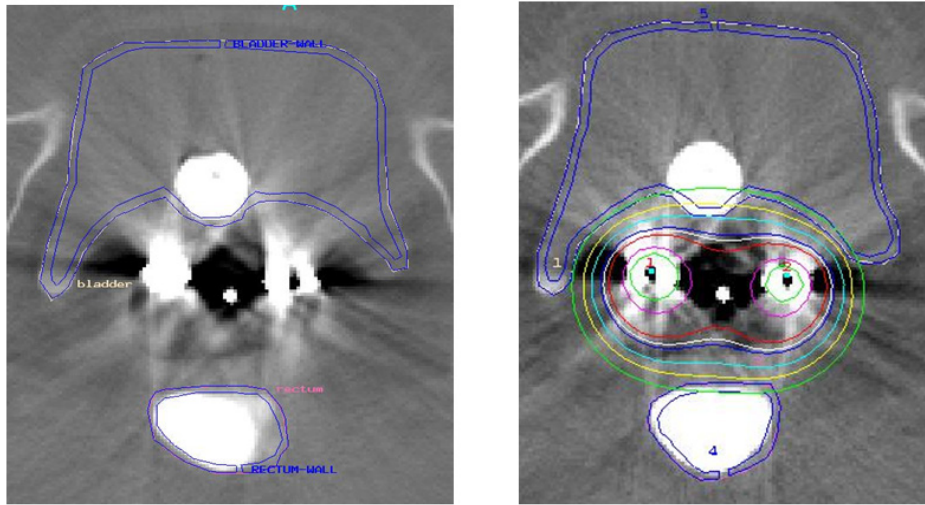 A
BLADDER-WALL
bladder
rectum
RECTUM-WALL
5
1
1
2
4